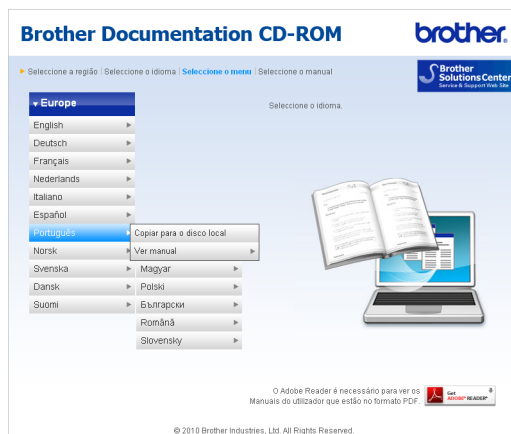 Brother Documentation CD-ROM
brother.
Seleccione a região | Seleccione o idioma | Seleccione o menu | Seleccione o manual
Brother
SolutionsCenter
Service & Support Web Site
Europe
Seleccione o idioma.
English
Deutsch
Français
Nederlands
Italiano
Español
Português
Copiar para o disco local
Norsk
Ver manual
Svenska
Magyar
Dansk
Polski
Suomi
Български
Română
Slovensky
O Adobe Reader é necessário para ver os
Manuais do utilizador que estão no formato PDF.
Get
ADOBE® READER®
© 2010 Brother Industries, Ltd. All Rights Reserved.